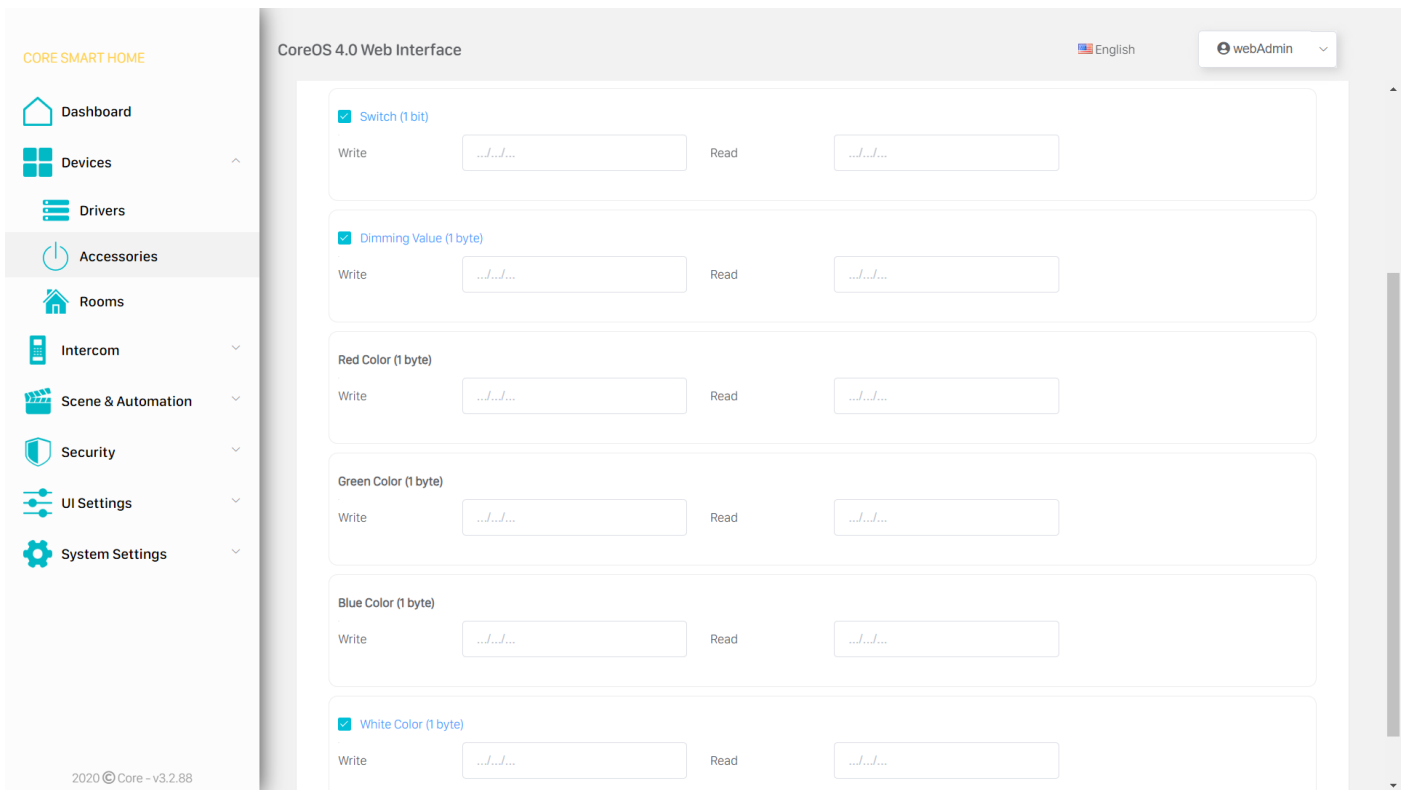 CORE SMART HOME
CoreOS 4.0 Web Interface
English
webAdmin
Dashboard
Devices
Drivers
Accessories
Rooms
Intercom
Scene & Automation
Security
UI Settings
System Settings
2020 © Core - v3.2.88
Switch (1 bit)
Write .../.../... Read .../.../...
Dimming Value (1 byte)
Write .../.../... Read .../.../...
Red Color (1 byte)
Write .../.../... Read .../.../...
Green Color (1 byte)
Write .../.../... Read .../.../...
Blue Color (1 byte)
Write .../.../... Read .../.../...
White Color (1 byte)
Write .../.../... Read .../.../...